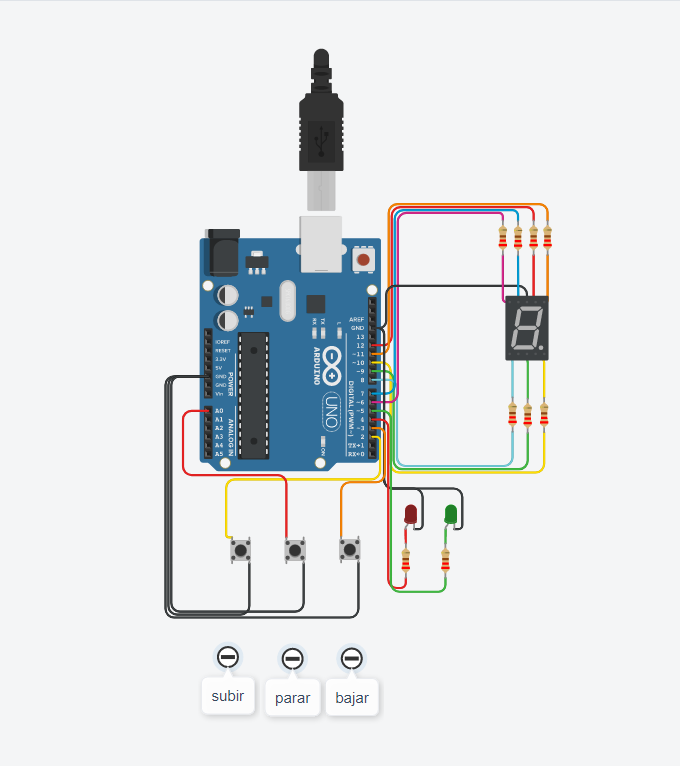 AREF
GND
13
12
~11
~10
~9
8
7
~6
~5
4
~3
2
TX→1
RX←0
DIGITAL (PWM~)
IOREF
RESET
3.3V
5V
GND
GND
Vin
POWER
A0
A1
A2
A3
A4
A5
ANALOG IN
RX
TX
L
ARDUINO
UNO
ON
subir
parar
bajar